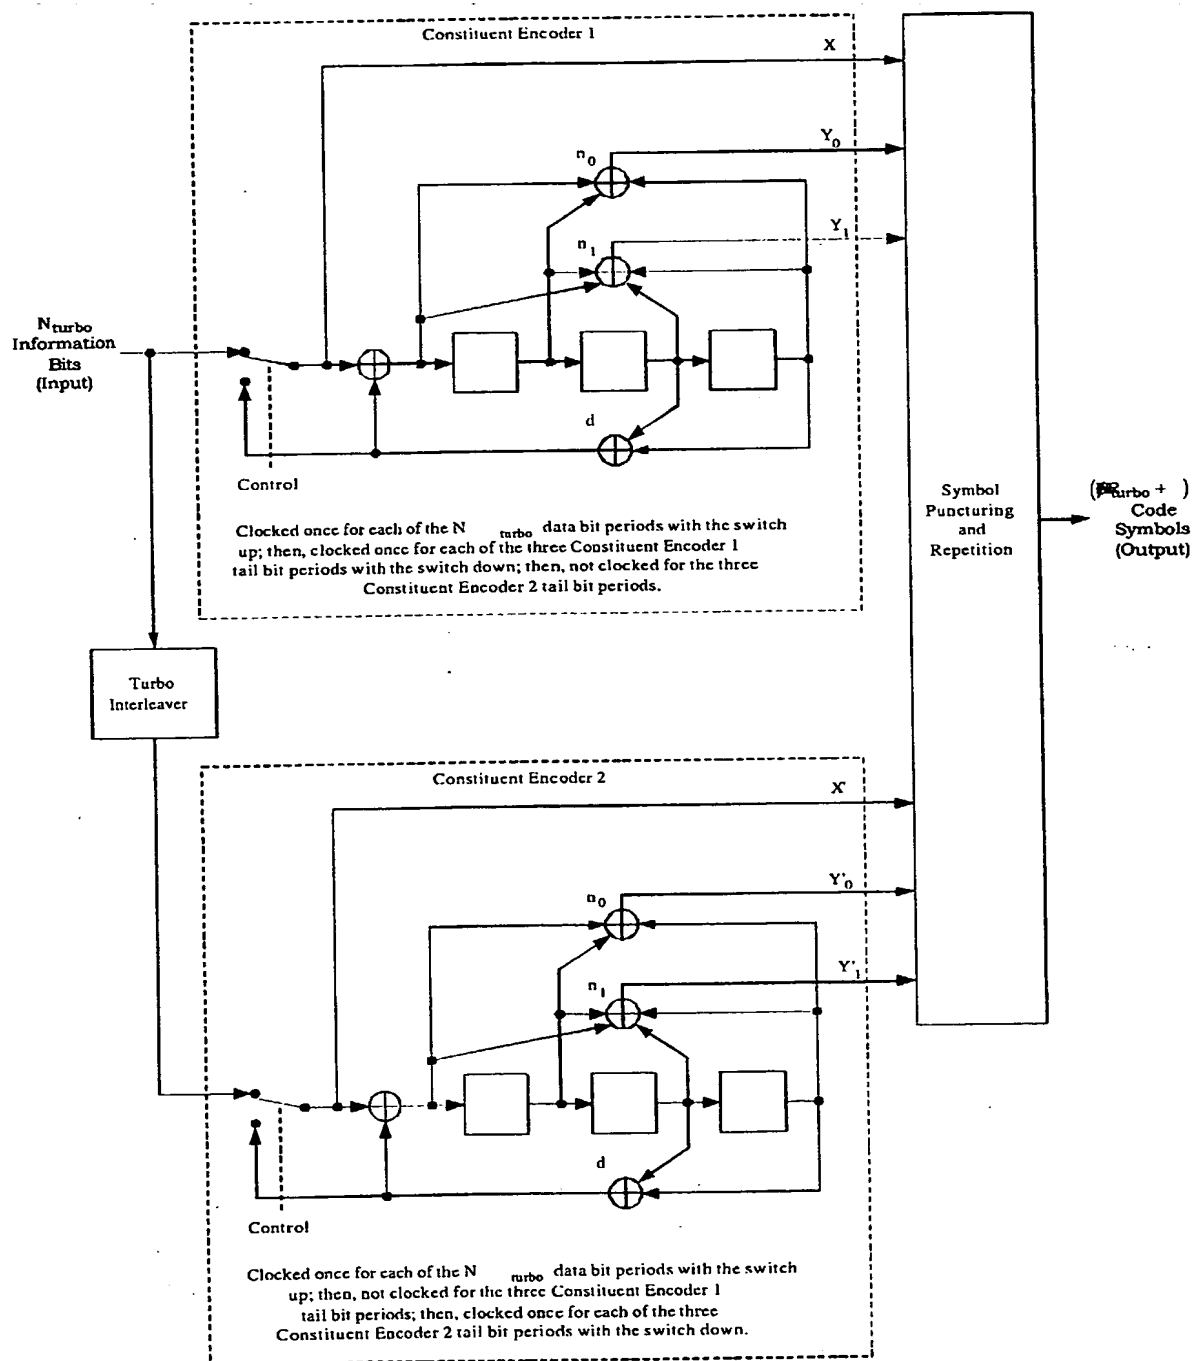 Constituent Encoder 1
X
Y0
n0
Y1
n1
Nturbo
Information
Bits
(Input)
d
Control
Clocked once for each of the N turbo data bit periods with the switch
up; then, clocked once for each of the three Constituent Encoder 1
tail bit periods with the switch down; then, not clocked for the three
Constituent Encoder 2 tail bit periods.
Symbol
Puncturing
and
Repetition
turbo + )
Code
Symbols
(Output)
Turbo
Interleaver
Constituent Encoder 2
X'
Y'0
n0
Y'1
n1
d
Control
Clocked once for each of the N turbo data bit periods with the switch
up; then, not clocked for the three Constituent Encoder 1
tail bit periods; then, clocked once for each of the three
Constituent Encoder 2 tail bit periods with the switch down.